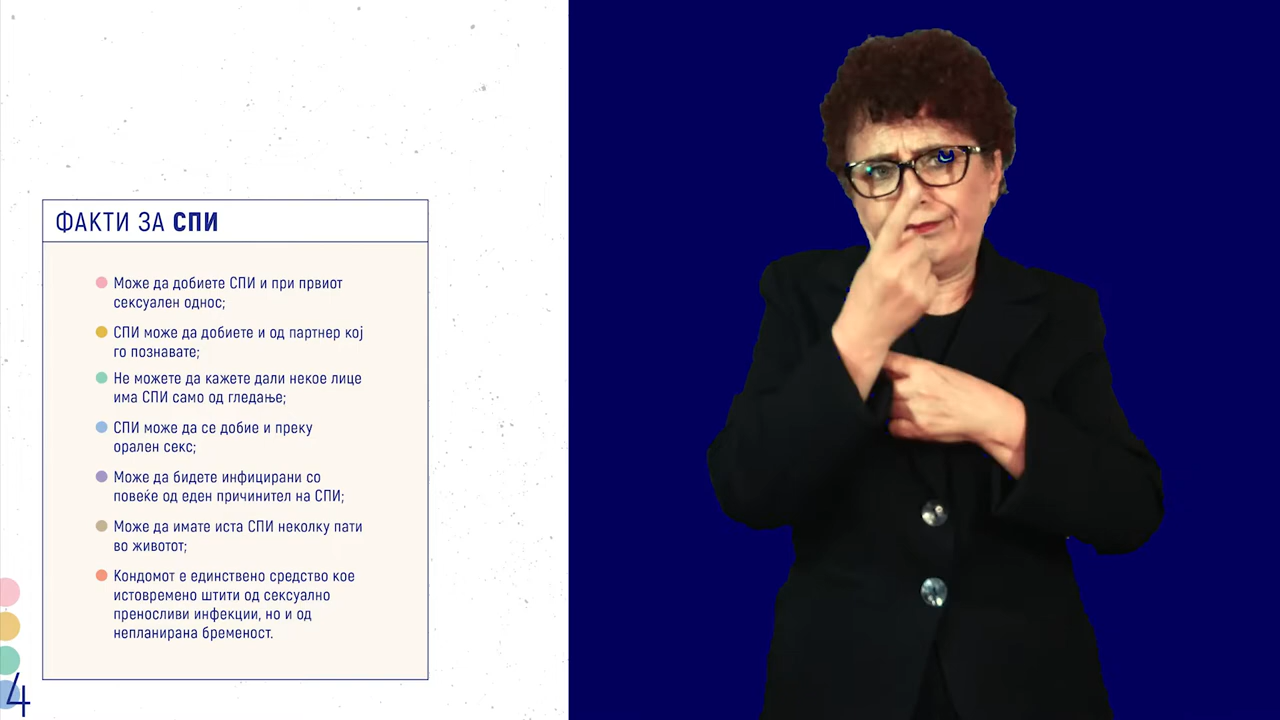 ФАКТИ ЗА СПИ
Може да добиете СПИ и при првиот
сексуален однос;
СПИ може да добиете и од партнер кој
го познавате;
Не можете да кажете дали некое лице
има СПИ само од гледање;
СПИ може да се добие и преку
орален секс;
Може да бидете инфицирани со
повеќе од еден причинител на СПИ;
Може да имате иста СПИ неколку пати
во животот;
Кондомот е единствено средство кое
истовремено штити од сексуално
преносливи инфекции, но и од
непланирана бременост.
4